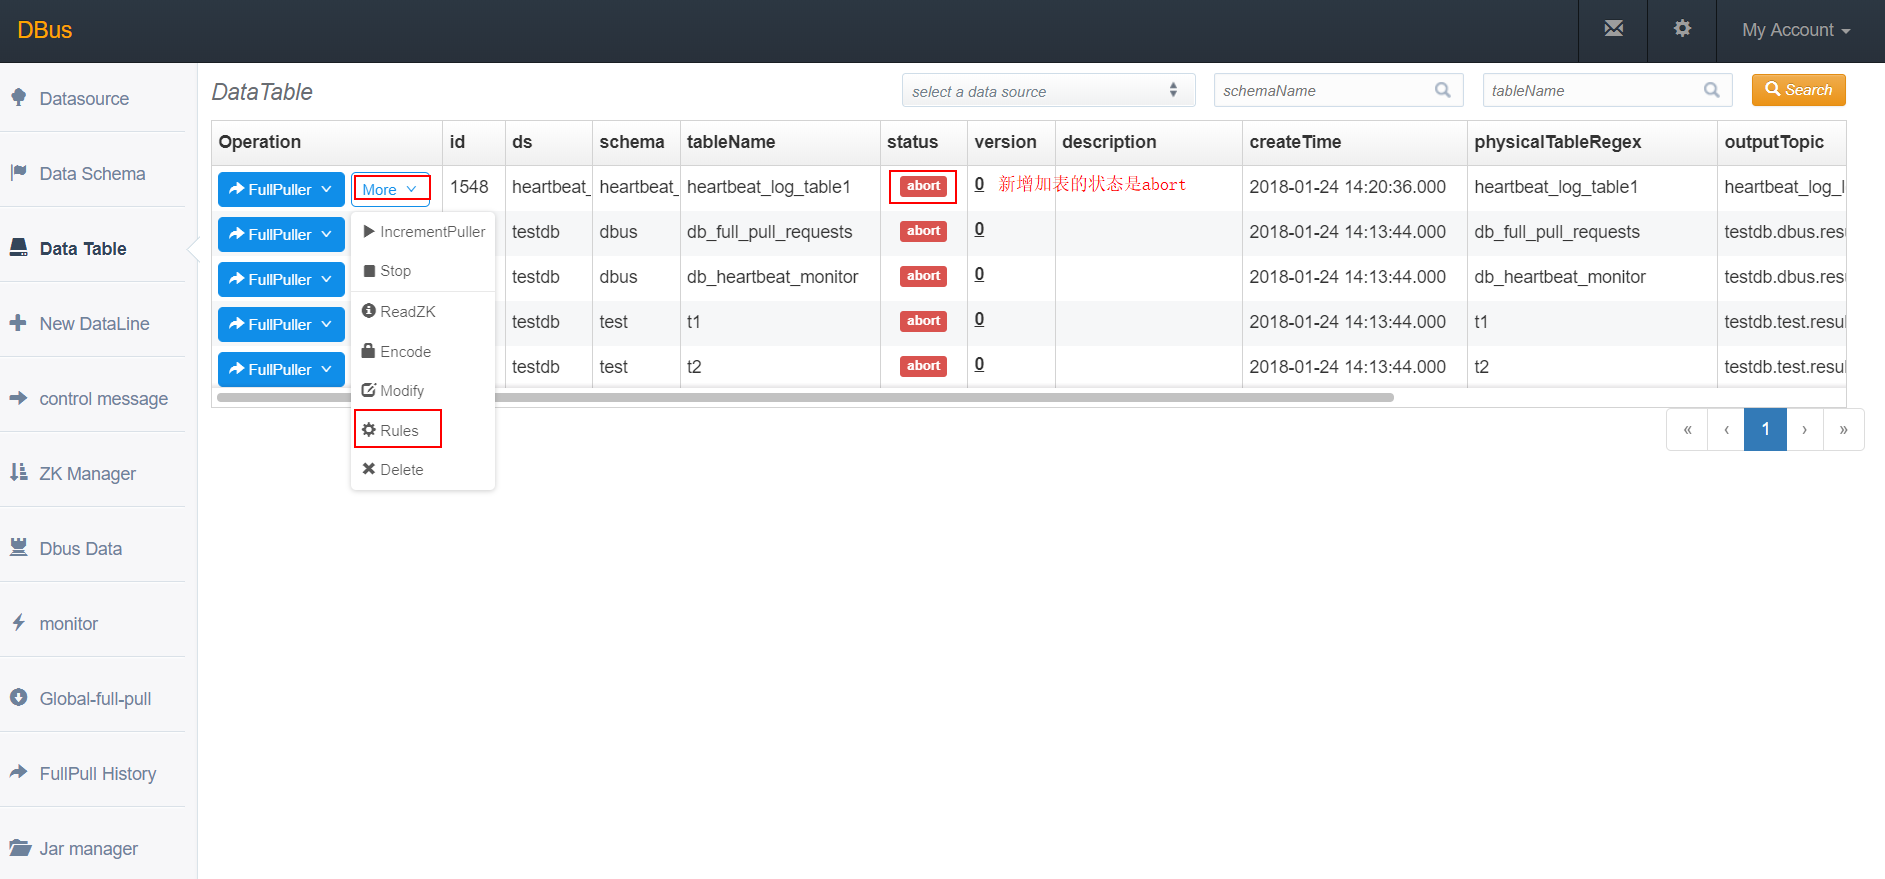 DBus
My Account
Datasource
Data Schema
Data Table
New DataLine
control message
ZK Manager
Dbus Data
monitor
Global-full-pull
FullPull History
Jar manager
DataTable
select a data source
schemaName
tableName
Search
Operation id ds schema tableName status version description createTime physicalTableRegex outputTopic
FullPuller More 1548 heartbeat_ heartbeat_ heartbeat_log_table1 abort 0 新增加表的状态是abort 2018-01-24 14:20:36.000 heartbeat_log_table1 heartbeat_log_l
FullPuller testdb dbus db_full_pull_requests abort 0 2018-01-24 14:13:44.000 db_full_pull_requests testdb.dbus.resu
FullPuller testdb dbus db_heartbeat_monitor abort 0 2018-01-24 14:13:44.000 db_heartbeat_monitor testdb.dbus.resu
FullPuller testdb test t1 abort 0 2018-01-24 14:13:44.000 t1 testdb.test.resul
FullPuller testdb test t2 abort 0 2018-01-24 14:13:44.000 t2 testdb.test.resul
IncrementPuller
Stop
ReadZK
Encode
Modify
Rules
Delete
« ‹ 1 › »